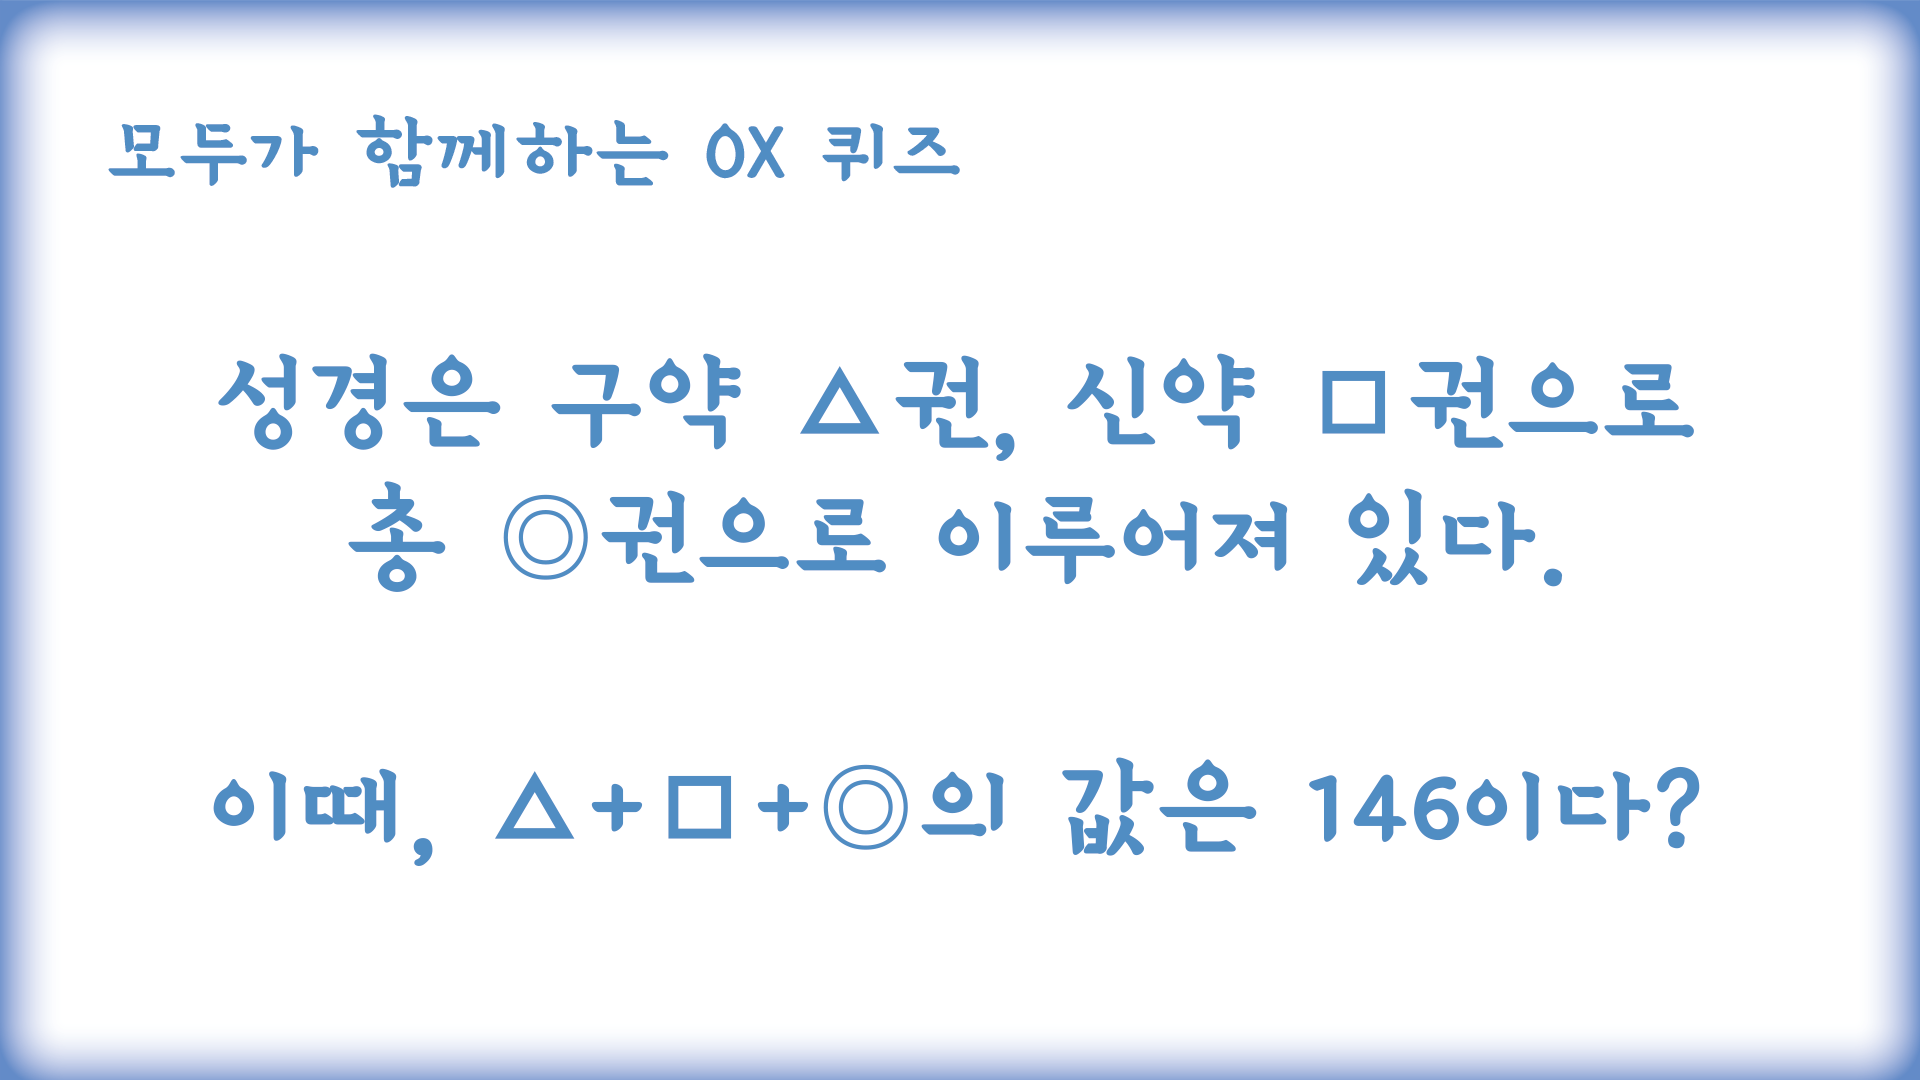 모두가 함께하는 OX 퀴즈
성경은 구약 △권, 신약 □권으로
총 ◎권으로 이루어져 있다.
이때, △+□+◎의 값은 146이다?